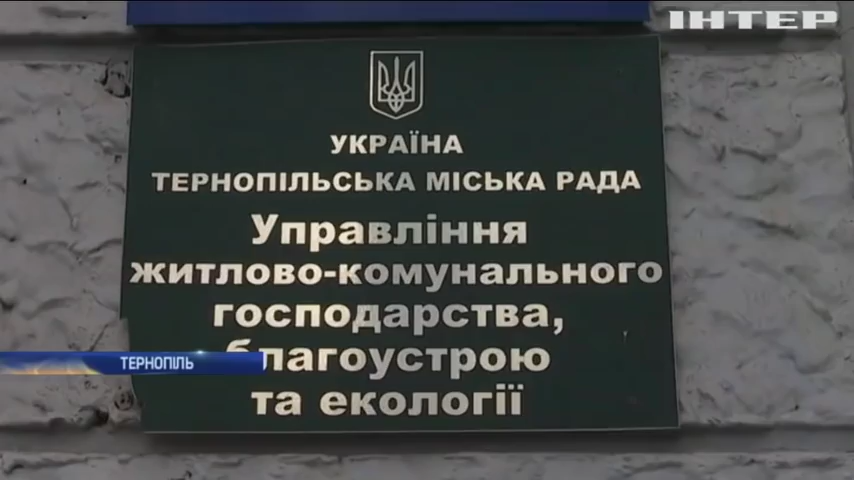 ІНТЕР
УКРАЇНА
ТЕРНОПІЛЬСЬКА МІСЬКА РАДА
Управління
житлово-комунального
господарства,
благоустрою
та екології
ТЕРНОПІЛЬ